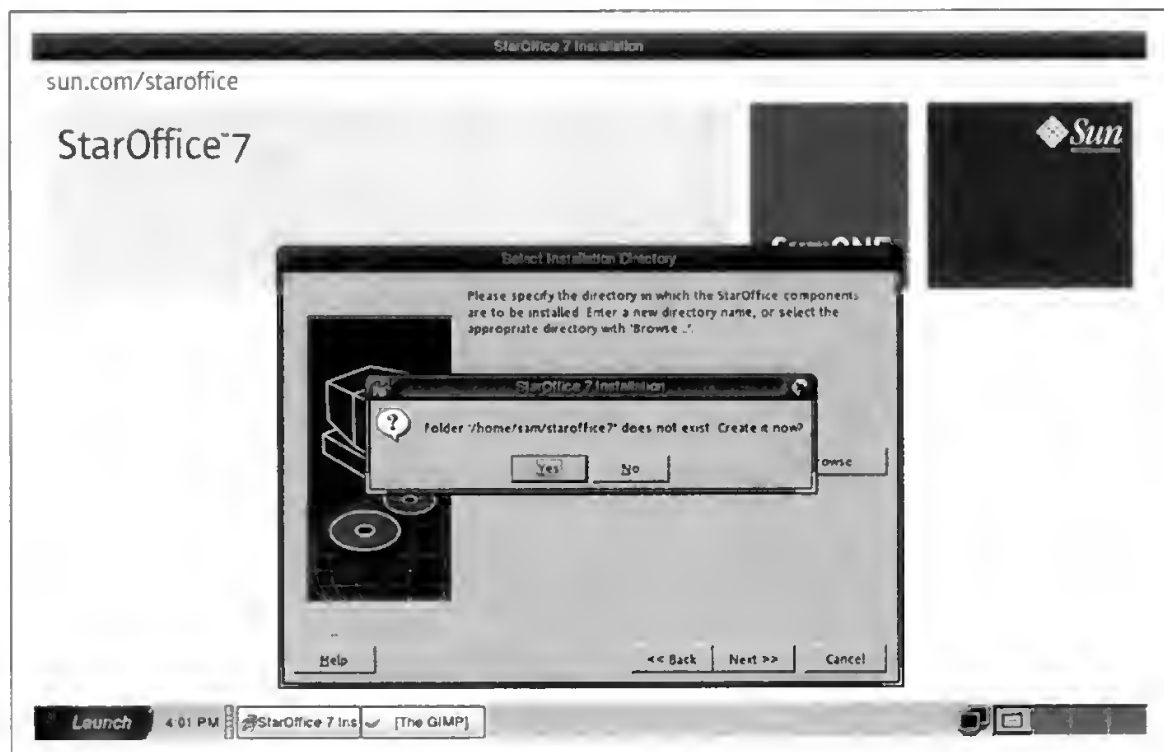 StarOffice 7 Installation
sun.com/staroffice
StarOffice™7
Sun
ONE
Select Installation Directory
Please specify the directory in which the StarOffice components
are to be installed. Enter a new directory name, or select the
appropriate directory with 'Browse...'.
StarOffice 7 Installation
?
Folder "/home/sam/staroffice7" does not exist. Create it now?
Yes No
owse
Help << Back Next >> Cancel
Launch 4:01 PM StarOffice 7 Ins [The GIMP]